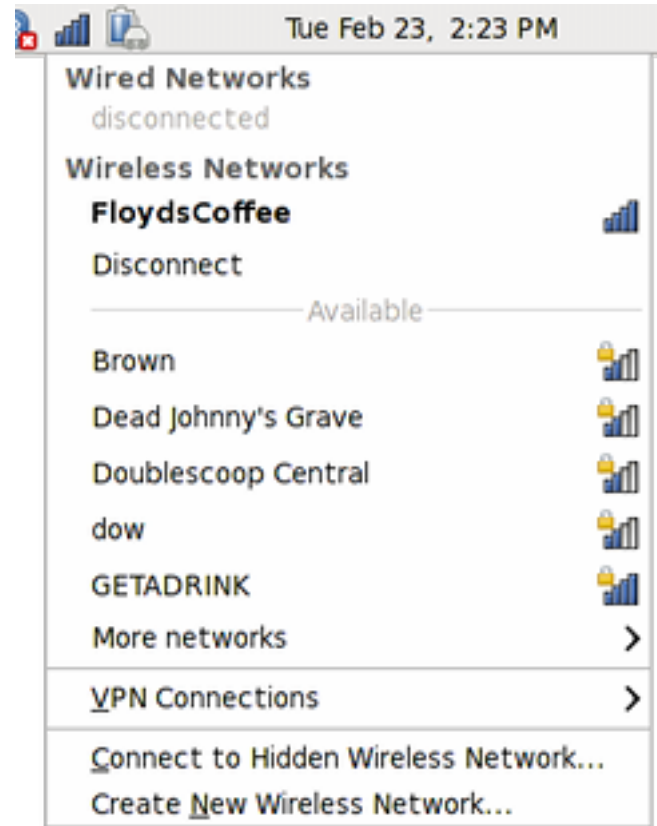 Tue Feb 23, 2:23 PM
Wired Networks
disconnected
Wireless Networks
FloydsCoffee
Disconnect
Available
Brown
Dead Johnny's Grave
Doublescoop Central
dow
GETADRINK
More networks
VPN Connections
Connect to Hidden Wireless Network...
Create New Wireless Network...